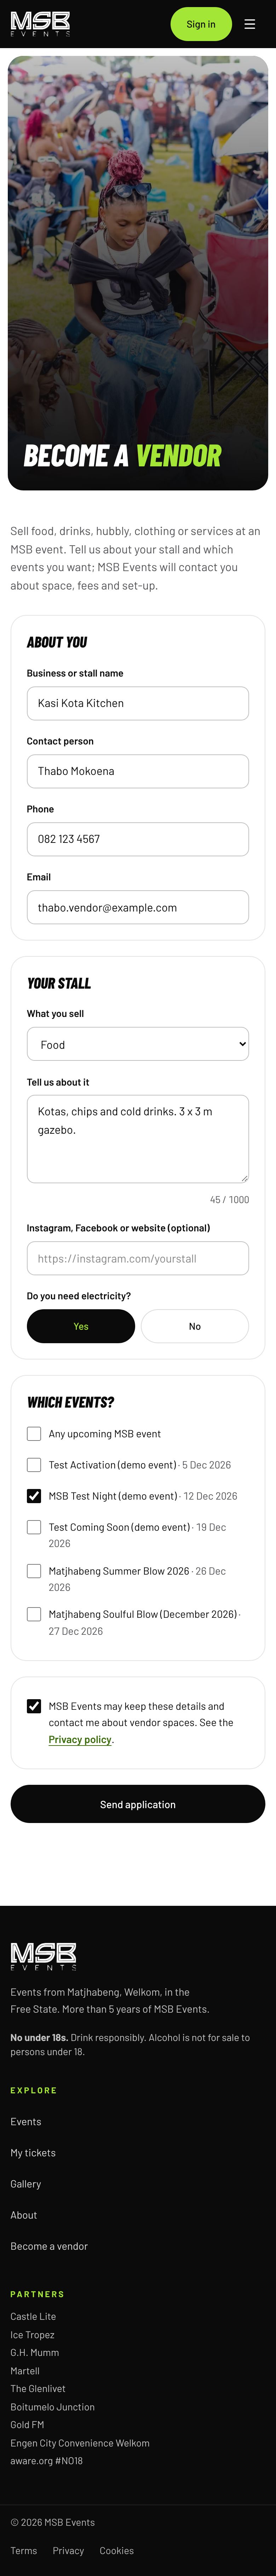 MSB
EVENTS
Sign in
BECOME A VENDOR
Sell food, drinks, hubbly, clothing or services at an
MSB event. Tell us about your stall and which
events you want; MSB Events will contact you
about space, fees and set-up.
ABOUT YOU
Business or stall name
Kasi Kota Kitchen
Contact person
Thabo Mokoena
Phone
082 123 4567
Email
thabo.vendor@example.com
YOUR STALL
What you sell
Food
Tell us about it
Kotas, chips and cold drinks. 3 x 3 m
gazebo.
45 / 1000
Instagram, Facebook or website (optional)
https://instagram.com/yourstall
Do you need electricity?
Yes
No
WHICH EVENTS?
Any upcoming MSB event
Test Activation (demo event) · 5 Dec 2026
MSB Test Night (demo event) · 12 Dec 2026
Test Coming Soon (demo event) · 19 Dec
2026
Matjhabeng Summer Blow 2026 · 26 Dec
2026
Matjhabeng Soulful Blow (December 2026) ·
27 Dec 2026
MSB Events may keep these details and
contact me about vendor spaces. See the
Privacy policy.
Send application
MSB
EVENTS
Events from Matjhabeng, Welkom, in the
Free State. More than 5 years of MSB Events.
No under 18s. Drink responsibly. Alcohol is not for sale to
persons under 18.
EXPLORE
Events
My tickets
Gallery
About
Become a vendor
PARTNERS
Castle Lite
Ice Tropez
G.H. Mumm
Martell
The Glenlivet
Boitumelo Junction
Gold FM
Engen City Convenience Welkom
aware.org #NO18
© 2026 MSB Events
Terms Privacy Cookies